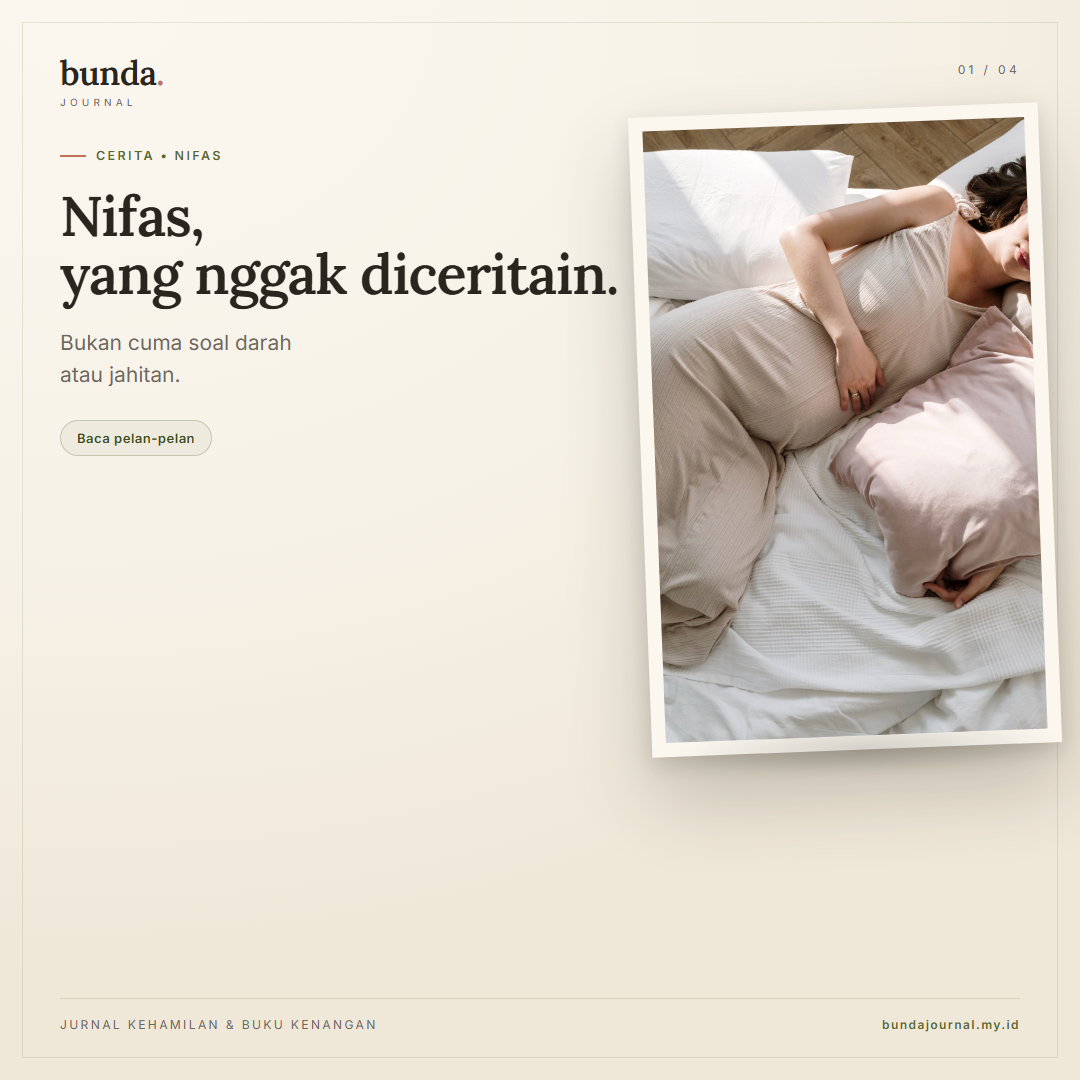 bunda.
JOURNAL
01 / 04
CERITA • NIFAS
Nifas,
yang nggak diceritain.
Bukan cuma soal darah
atau jahitan.
Baca pelan-pelan
JURNAL KEHAMILAN & BUKU KENANGAN
bundajournal.my.id